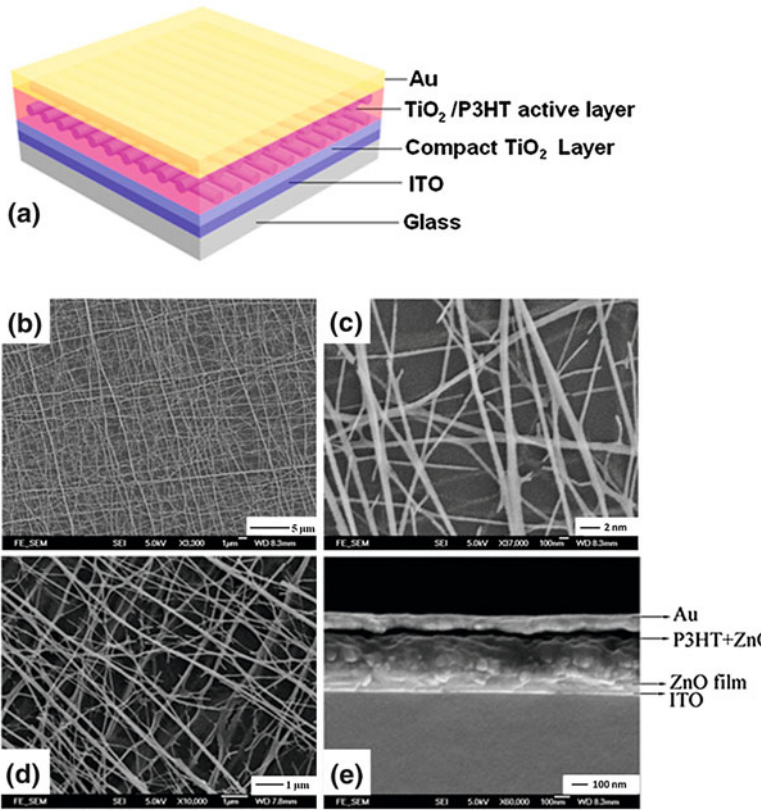 Au
TiO₂ /P3HT active layer
Compact TiO₂ Layer
ITO
Glass
(a)
(b)
5 μm
FE_SEM SEI 5.0kV X3,300 1μm WD 8.3mm
(c)
2 nm
FE_SEM SEI 5.0kV X37,000 100nm WD 8.3mm
(d)
1 μm
FE_SEM SEI 5.0kV X10,000 1μm WD 7.8mm
Au
P3HT+ZnO
ZnO film
ITO
(e)
100 nm
FE_SEM SEI 5.0kV X60,000 100nm WD 8.3mm